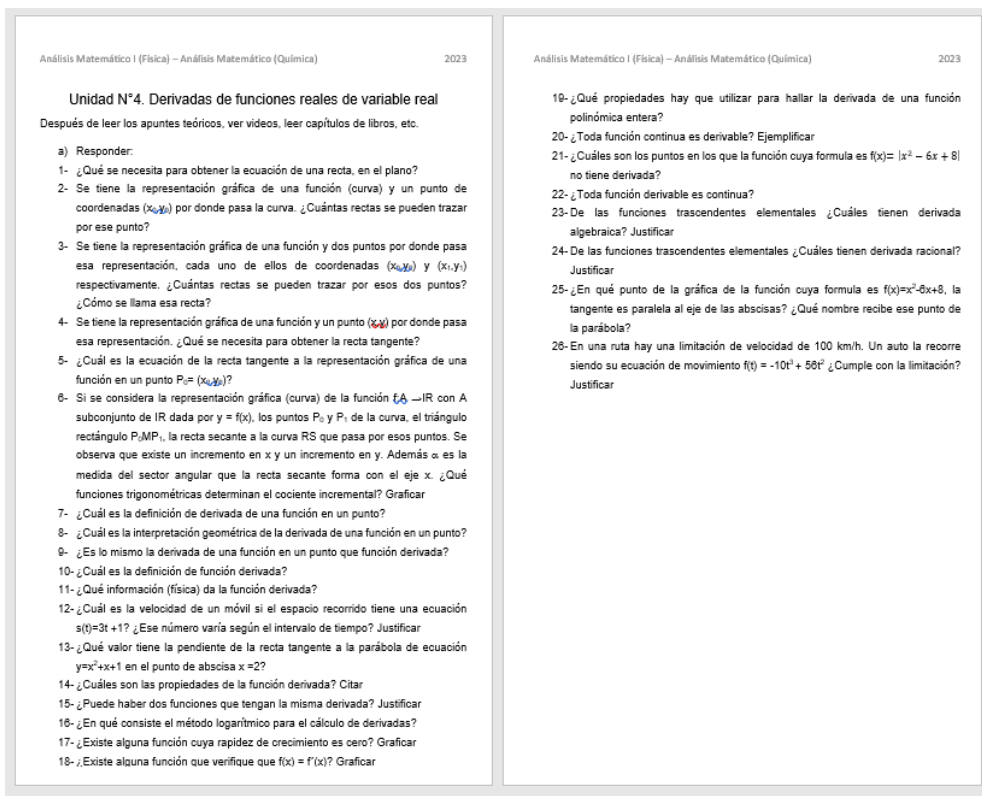 Análisis Matemático I (Física) – Análisis Matemático (Química) 2023
Unidad N°4. Derivadas de funciones reales de variable real
Después de leer los apuntes teóricos, ver videos, leer capítulos de libros, etc.
a) Responder:
1- ¿Qué se necesita para obtener la ecuación de una recta, en el plano?
2- Se tiene la representación gráfica de una función (curva) y un punto de
coordenadas (x₀,y₀) por donde pasa la curva. ¿Cuántas rectas se pueden trazar
por ese punto?
3- Se tiene la representación gráfica de una función y dos puntos por donde pasa
esa representación, cada uno de ellos de coordenadas (x₀,y₀) y (x₁,y₁)
respectivamente. ¿Cuántas rectas se pueden trazar por esos dos puntos?
¿Cómo se llama esa recta?
4- Se tiene la representación gráfica de una función y un punto (x,y) por donde pasa
esa representación. ¿Qué se necesita para obtener la recta tangente?
5- ¿Cuál es la ecuación de la recta tangente a la representación gráfica de una
función en un punto P₀= (x₀,y₀)?
6- Si se considera la representación gráfica (curva) de la función f:A →IR con A
subconjunto de IR dada por y = f(x), los puntos P₀ y P₁ de la curva, el triángulo
rectángulo P₀MP₁, la recta secante a la curva RS que pasa por esos puntos. Se
observa que existe un incremento en x y un incremento en y. Además α es la
medida del sector angular que la recta secante forma con el eje x. ¿Qué
funciones trigonométricas determinan el cociente incremental? Graficar
7- ¿Cuál es la definición de derivada de una función en un punto?
8- ¿Cuál es la interpretación geométrica de la derivada de una función en un punto?
9- ¿Es lo mismo la derivada de una función en un punto que función derivada?
10- ¿Cuál es la definición de función derivada?
11- ¿Qué información (física) da la función derivada?
12- ¿Cuál es la velocidad de un móvil si el espacio recorrido tiene una ecuación
s(t)=3t +1? ¿Ese número varía según el intervalo de tiempo? Justificar
13- ¿Qué valor tiene la pendiente de la recta tangente a la parábola de ecuación
y=x²+x+1 en el punto de abscisa x =2?
14- ¿Cuáles son las propiedades de la función derivada? Citar
15- ¿Puede haber dos funciones que tengan la misma derivada? Justificar
16- ¿En qué consiste el método logarítmico para el cálculo de derivadas?
17- ¿Existe alguna función cuya rapidez de crecimiento es cero? Graficar
18- ¿Existe alguna función que verifique que f(x) = f´(x)? Graficar
Análisis Matemático I (Física) – Análisis Matemático (Química) 2023
19- ¿Qué propiedades hay que utilizar para hallar la derivada de una función
polinómica entera?
20- ¿Toda función continua es derivable? Ejemplificar
21- ¿Cuáles son los puntos en los que la función cuya formula es f(x)= |x² − 6x + 8|
no tiene derivada?
22- ¿Toda función derivable es continua?
23- De las funciones trascendentes elementales ¿Cuáles tienen derivada
algebraica? Justificar
24- De las funciones trascendentes elementales ¿Cuáles tienen derivada racional?
Justificar
25- ¿En qué punto de la gráfica de la función cuya formula es f(x)=x²-6x+8, la
tangente es paralela al eje de las abscisas? ¿Qué nombre recibe ese punto de
la parábola?
26- En una ruta hay una limitación de velocidad de 100 km/h. Un auto la recorre
siendo su ecuación de movimiento f(t) = -10t³ + 56t² ¿Cumple con la limitación?
Justificar